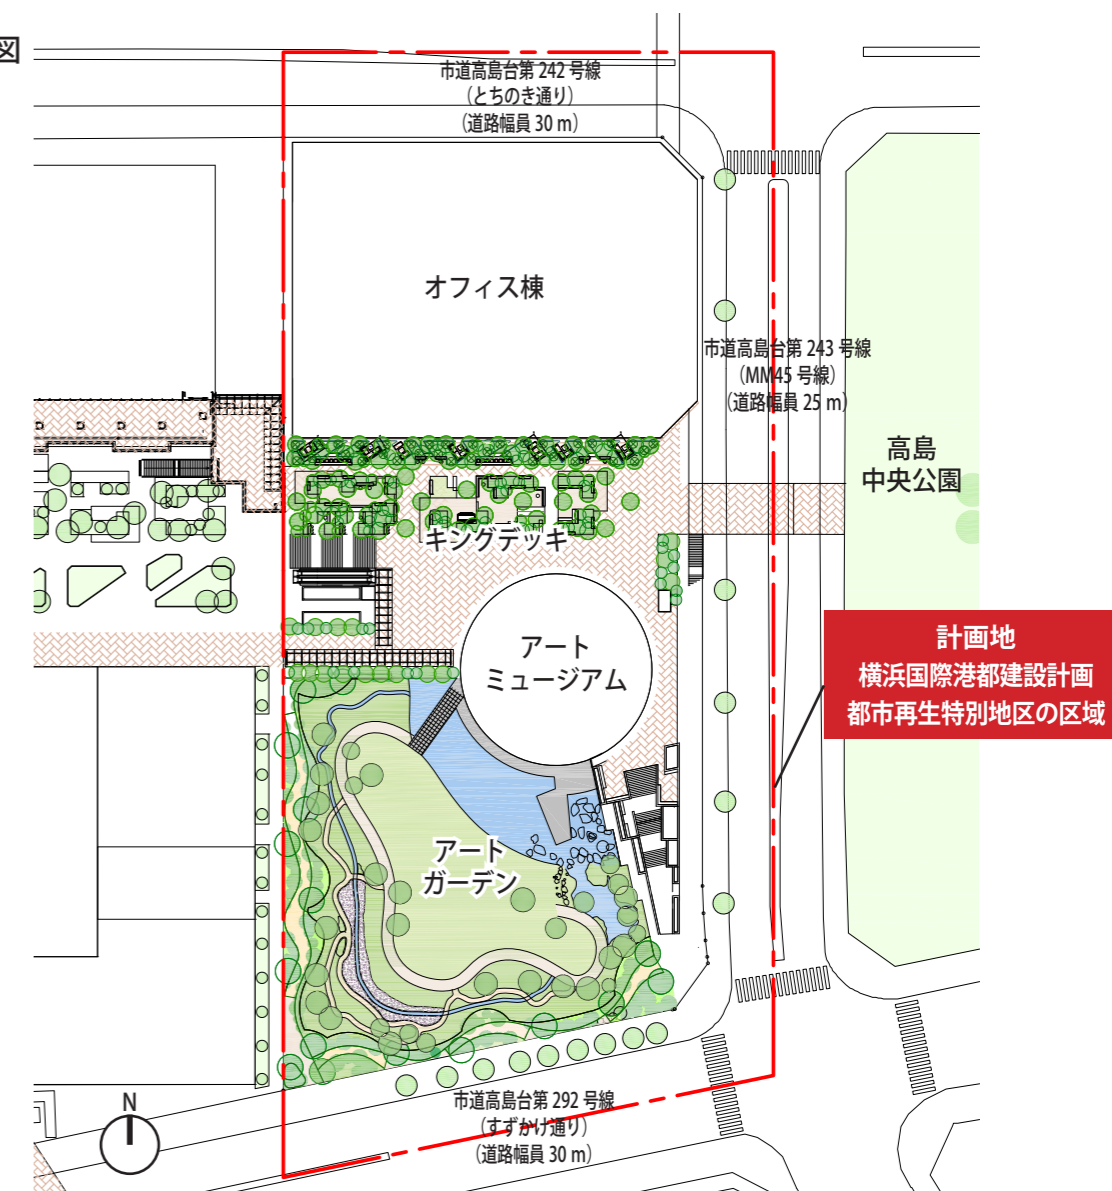 図
市道高島台第 242 号線
（とちのき通り）
（道路幅員 30 m）
オフィス棟
市道高島台第 243 号線
（MM45 号線）
（道路幅員 25 m）
高島
中央公園
キングデッキ
アート
ミュージアム
計画地
横浜国際港都建設計画
都市再生特別地区の区域
アート
ガーデン
N
市道高島台第 292 号線
（すずかけ通り）
（道路幅員 30 m）